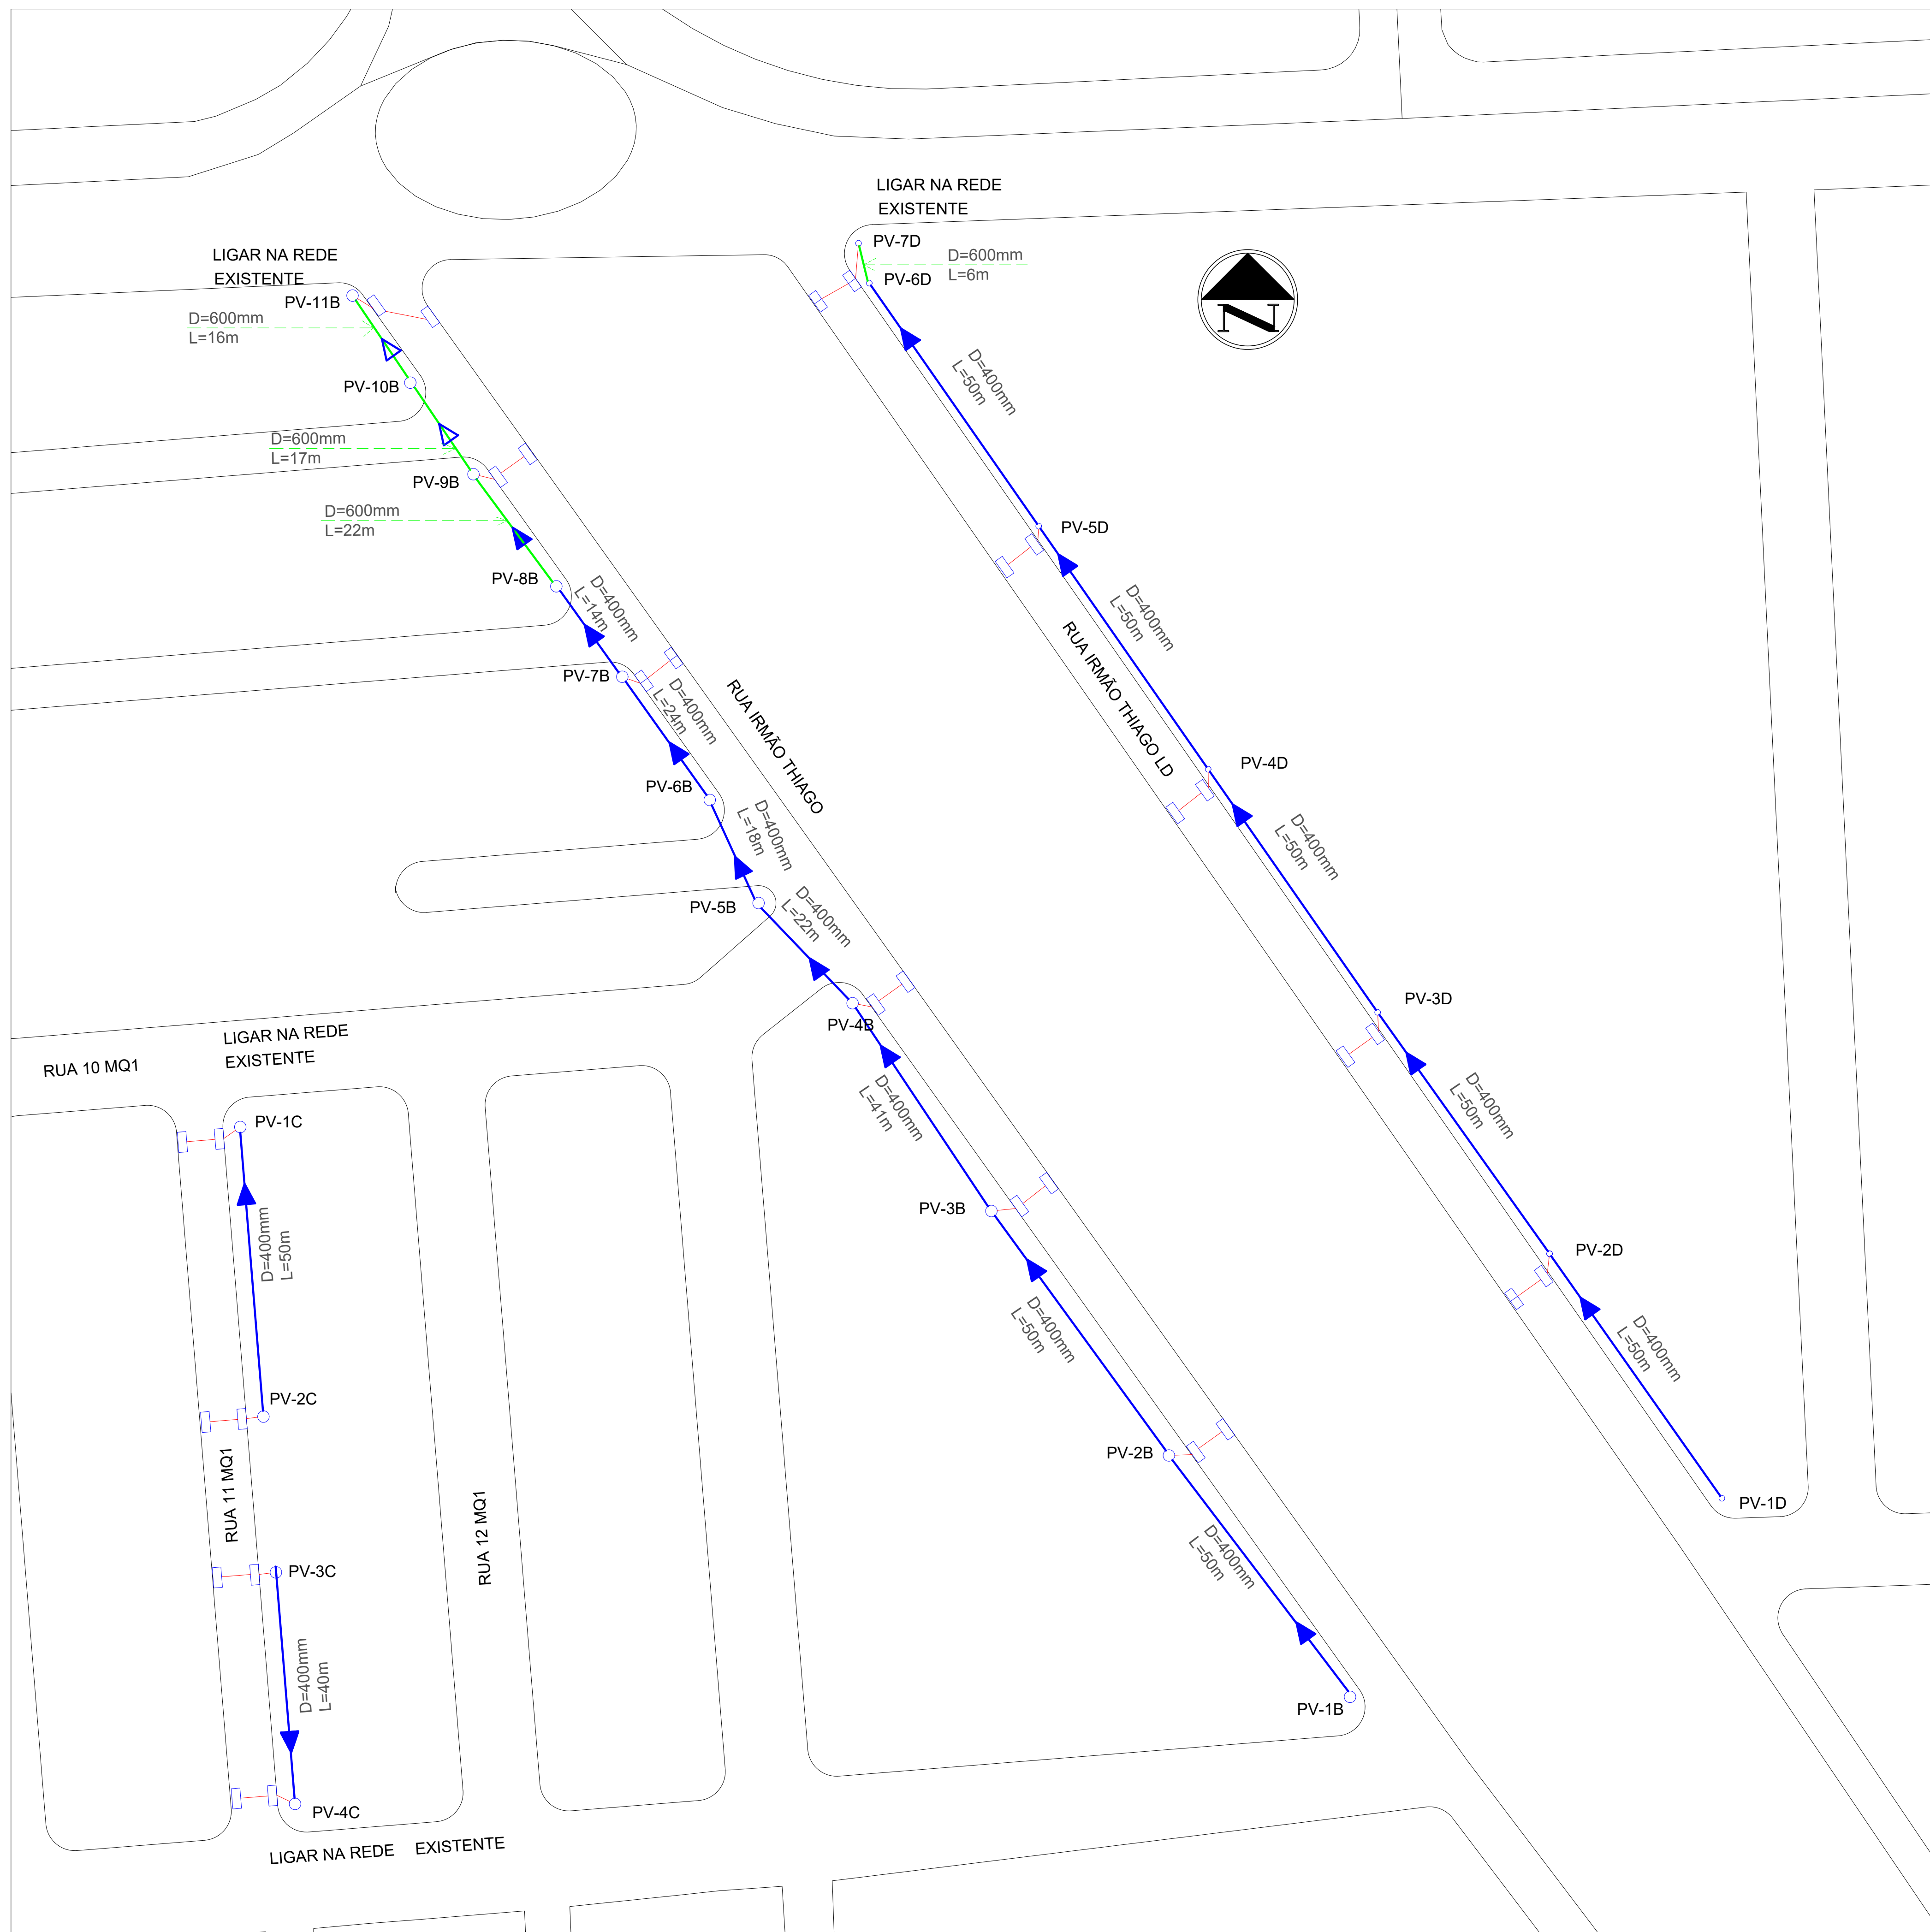 LIGAR NA REDE
EXISTENTE
PV-7D
D=600mm
L=6m
PV-6D
N
LIGAR NA REDE
EXISTENTE
PV-11B
D=600mm
L=16m
PV-10B
D=600mm
L=17m
PV-9B
D=600mm
L=22m
PV-8B
D=400mm
L=14m
PV-7B
D=400mm
L=24m
PV-6B
RUA IRMÃO THIAGO
D=400mm
L=18m
PV-5B
D=400mm
L=22m
PV-4B
D=400mm
L=41m
PV-3B
D=400mm
L=50m
PV-2B
D=400mm
L=50m
PV-1B
D=400mm
L=50m
PV-5D
D=400mm
L=50m
RUA IRMÃO THIAGO LD
PV-4D
D=400mm
L=50m
PV-3D
D=400mm
L=50m
PV-2D
D=400mm
L=50m
PV-1D
RUA 10 MQ1
LIGAR NA REDE
EXISTENTE
PV-1C
D=400mm
L=50m
PV-2C
RUA 11 MQ1
RUA 12 MQ1
PV-3C
D=400mm
L=40m
PV-4C
LIGAR NA REDE EXISTENTE